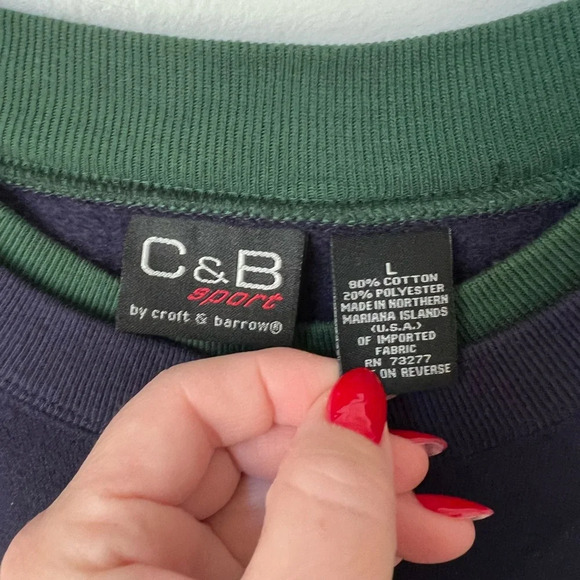 C & B
sport
by croft & barrow®
L
80% COTTON
20% POLYESTER
MADE IN NORTHERN
MARIANA ISLANDS
(U.S.A.)
OF IMPORTED
FABRIC
RN 73277
ON REVERSE